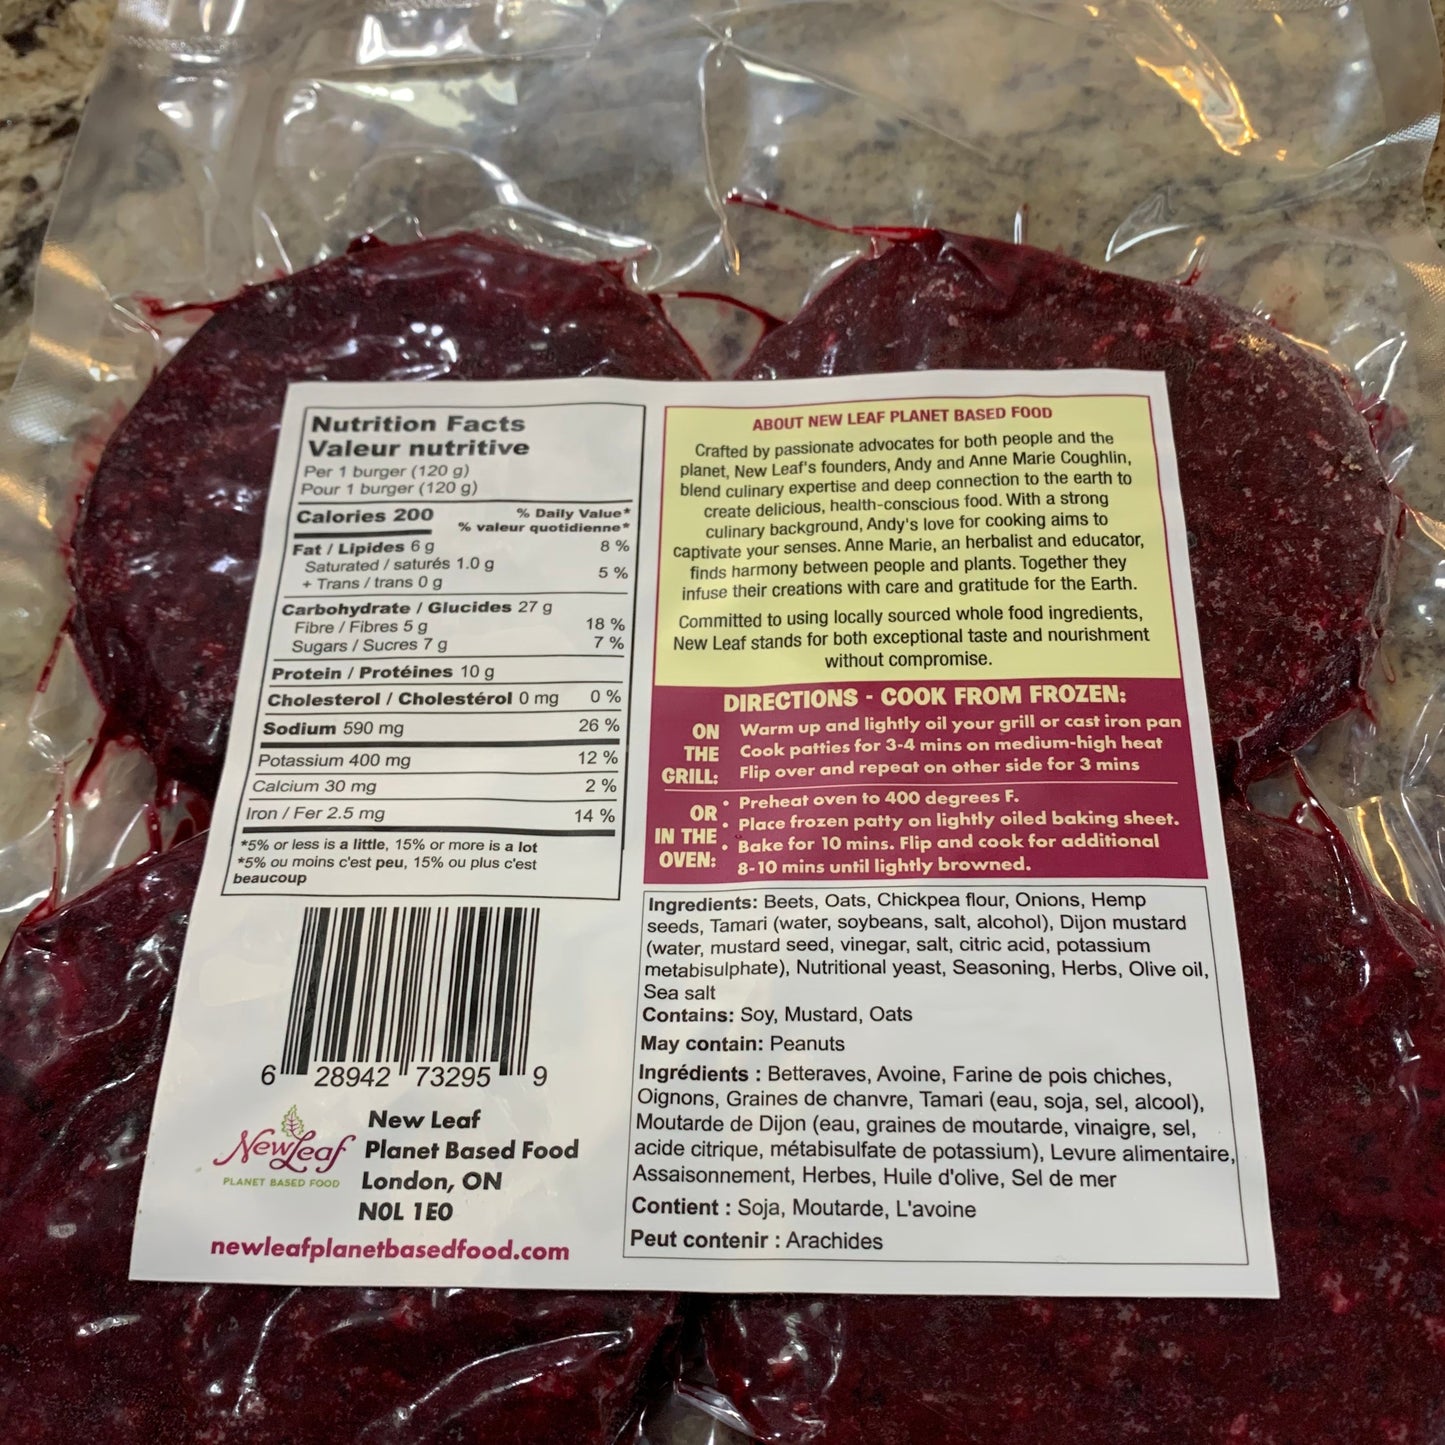 Nutrition Facts
Valeur nutritive
Per 1 burger (120 g)
Pour 1 burger (120 g)
Calories 200
% Daily Value*
% valeur quotidienne*
Fat / Lipides 6 g 8 %
Saturated / saturés 1.0 g
+ Trans / trans 0 g 5 %
Carbohydrate / Glucides 27 g
Fibre / Fibres 5 g 18 %
Sugars / Sucres 7 g 7 %
Protein / Protéines 10 g
Cholesterol / Cholestérol 0 mg 0 %
Sodium 590 mg 26 %
Potassium 400 mg 12 %
Calcium 30 mg 2 %
Iron / Fer 2.5 mg 14 %
*5% or less is a little, 15% or more is a lot
*5% ou moins c'est peu, 15% ou plus c'est
beaucoup
6 28942 73295 9
NewLeaf
PLANET BASED FOOD
New Leaf
Planet Based Food
London, ON
N0L 1E0
newleafplanetbasedfood.com
ABOUT NEW LEAF PLANET BASED FOOD
Crafted by passionate advocates for both people and the
planet, New Leaf's founders, Andy and Anne Marie Coughlin,
blend culinary expertise and deep connection to the earth to
create delicious, health-conscious food. With a strong
culinary background, Andy's love for cooking aims to
captivate your senses. Anne Marie, an herbalist and educator,
finds harmony between people and plants. Together they
infuse their creations with care and gratitude for the Earth.
Committed to using locally sourced whole food ingredients,
New Leaf stands for both exceptional taste and nourishment
without compromise.
DIRECTIONS - COOK FROM FROZEN:
ON THE GRILL:
Warm up and lightly oil your grill or cast iron pan
Cook patties for 3-4 mins on medium-high heat
Flip over and repeat on other side for 3 mins
OR IN THE OVEN:
• Preheat oven to 400 degrees F.
• Place frozen patty on lightly oiled baking sheet.
• Bake for 10 mins. Flip and cook for additional
8-10 mins until lightly browned.
Ingredients: Beets, Oats, Chickpea flour, Onions, Hemp
seeds, Tamari (water, soybeans, salt, alcohol), Dijon mustard
(water, mustard seed, vinegar, salt, citric acid, potassium
metabisulphate), Nutritional yeast, Seasoning, Herbs, Olive oil,
Sea salt
Contains: Soy, Mustard, Oats
May contain: Peanuts
Ingrédients : Betteraves, Avoine, Farine de pois chiches,
Oignons, Graines de chanvre, Tamari (eau, soja, sel, alcool),
Moutarde de Dijon (eau, graines de moutarde, vinaigre, sel,
acide citrique, métabisulfate de potassium), Levure alimentaire,
Assaisonnement, Herbes, Huile d'olive, Sel de mer
Contient : Soja, Moutarde, L'avoine
Peut contenir : Arachides